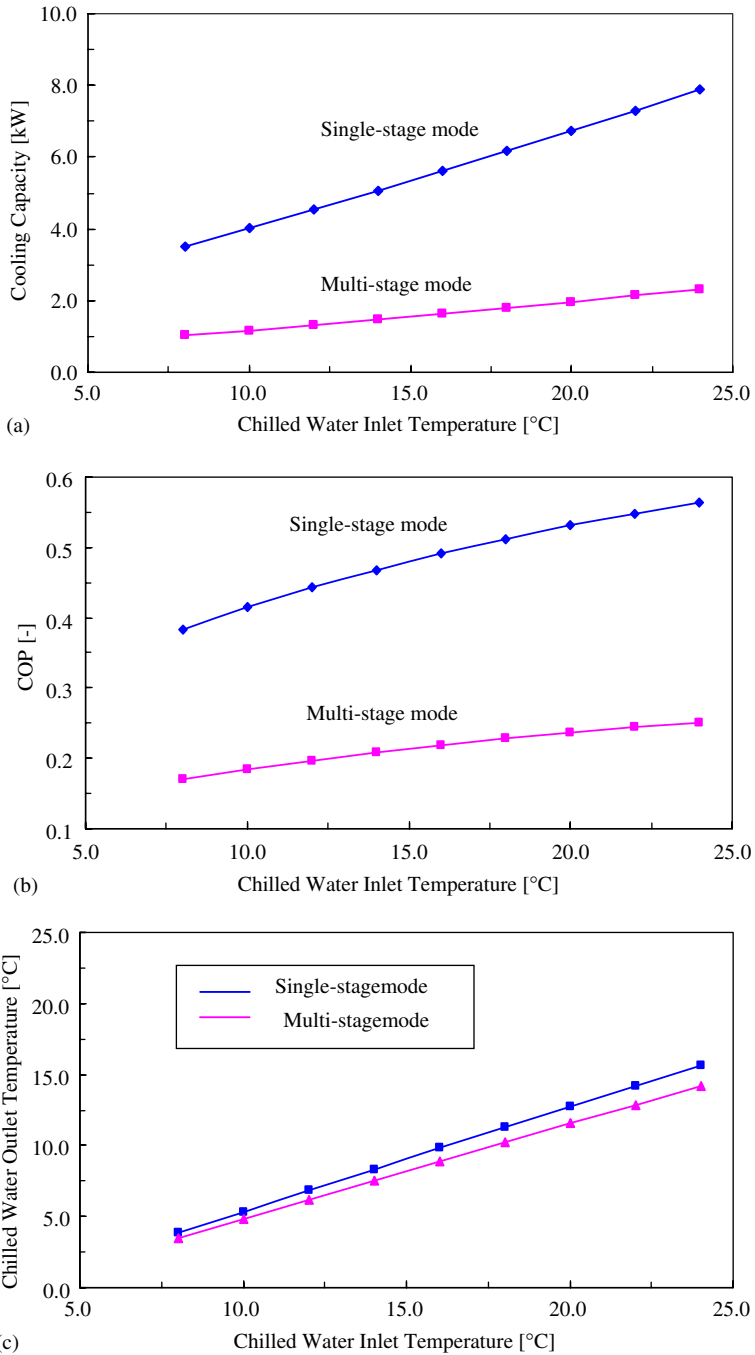 10.0
8.0
6.0
4.0
2.0
0.0
Cooling Capacity [kW]
Single-stage mode
Multi-stage mode
5.0 10.0 15.0 20.0 25.0
(a) Chilled Water Inlet Temperature [°C]
0.6
0.5
0.4
0.3
0.2
0.1
COP [-]
Single-stage mode
Multi-stage mode
5.0 10.0 15.0 20.0 25.0
(b) Chilled Water Inlet Temperature [°C]
25.0
20.0
15.0
10.0
5.0
0.0
Chilled Water Outlet Temperature [°C]
Single-stagemode
Multi-stagemode
5.0 10.0 15.0 20.0 25.0
(c) Chilled Water Inlet Temperature [°C]